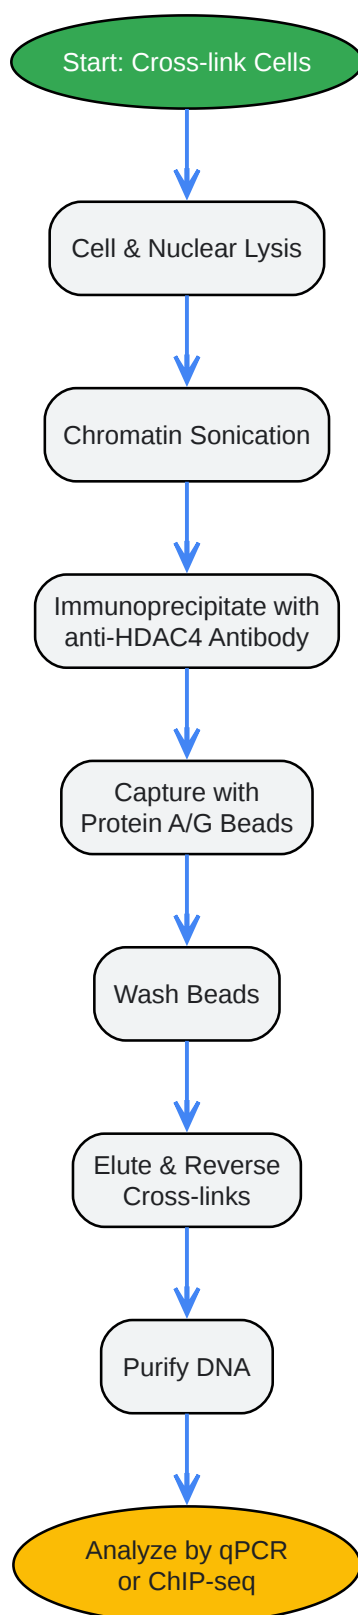 Start: Cross-link Cells
Cell & Nuclear Lysis
Chromatin Sonication
Immunoprecipitate with
anti-HDAC4 Antibody
Capture with
Protein A/G Beads
Wash Beads
Elute & Reverse
Cross-links
Purify DNA
Analyze by qPCR
or ChIP-seq